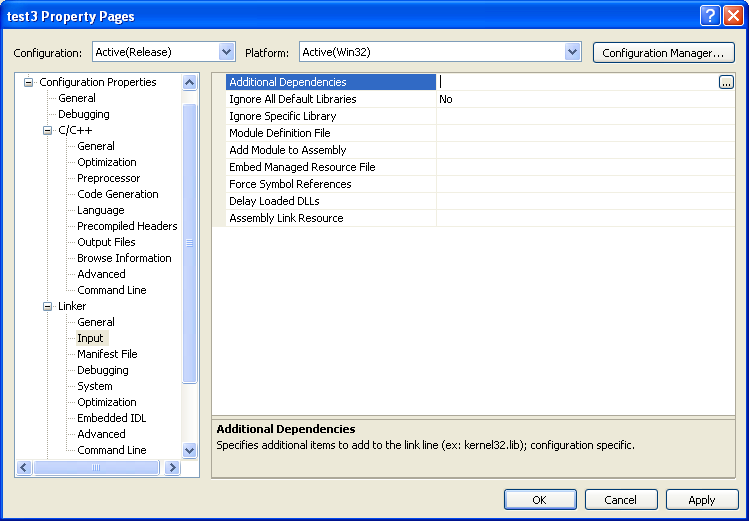 test3 Property Pages
Configuration: Active(Release) Platform: Active(Win32) Configuration Manager...
Configuration Properties
General
Debugging
C/C++
General
Optimization
Preprocessor
Code Generation
Language
Precompiled Headers
Output Files
Browse Information
Advanced
Command Line
Linker
General
Input
Manifest File
Debugging
System
Optimization
Embedded IDL
Advanced
Command Line
Additional Dependencies ...
Ignore All Default Libraries No
Ignore Specific Library
Module Definition File
Add Module to Assembly
Embed Managed Resource File
Force Symbol References
Delay Loaded DLLs
Assembly Link Resource
Additional Dependencies
Specifies additional items to add to the link line (ex: kernel32.lib); configuration specific.
OK Cancel Apply